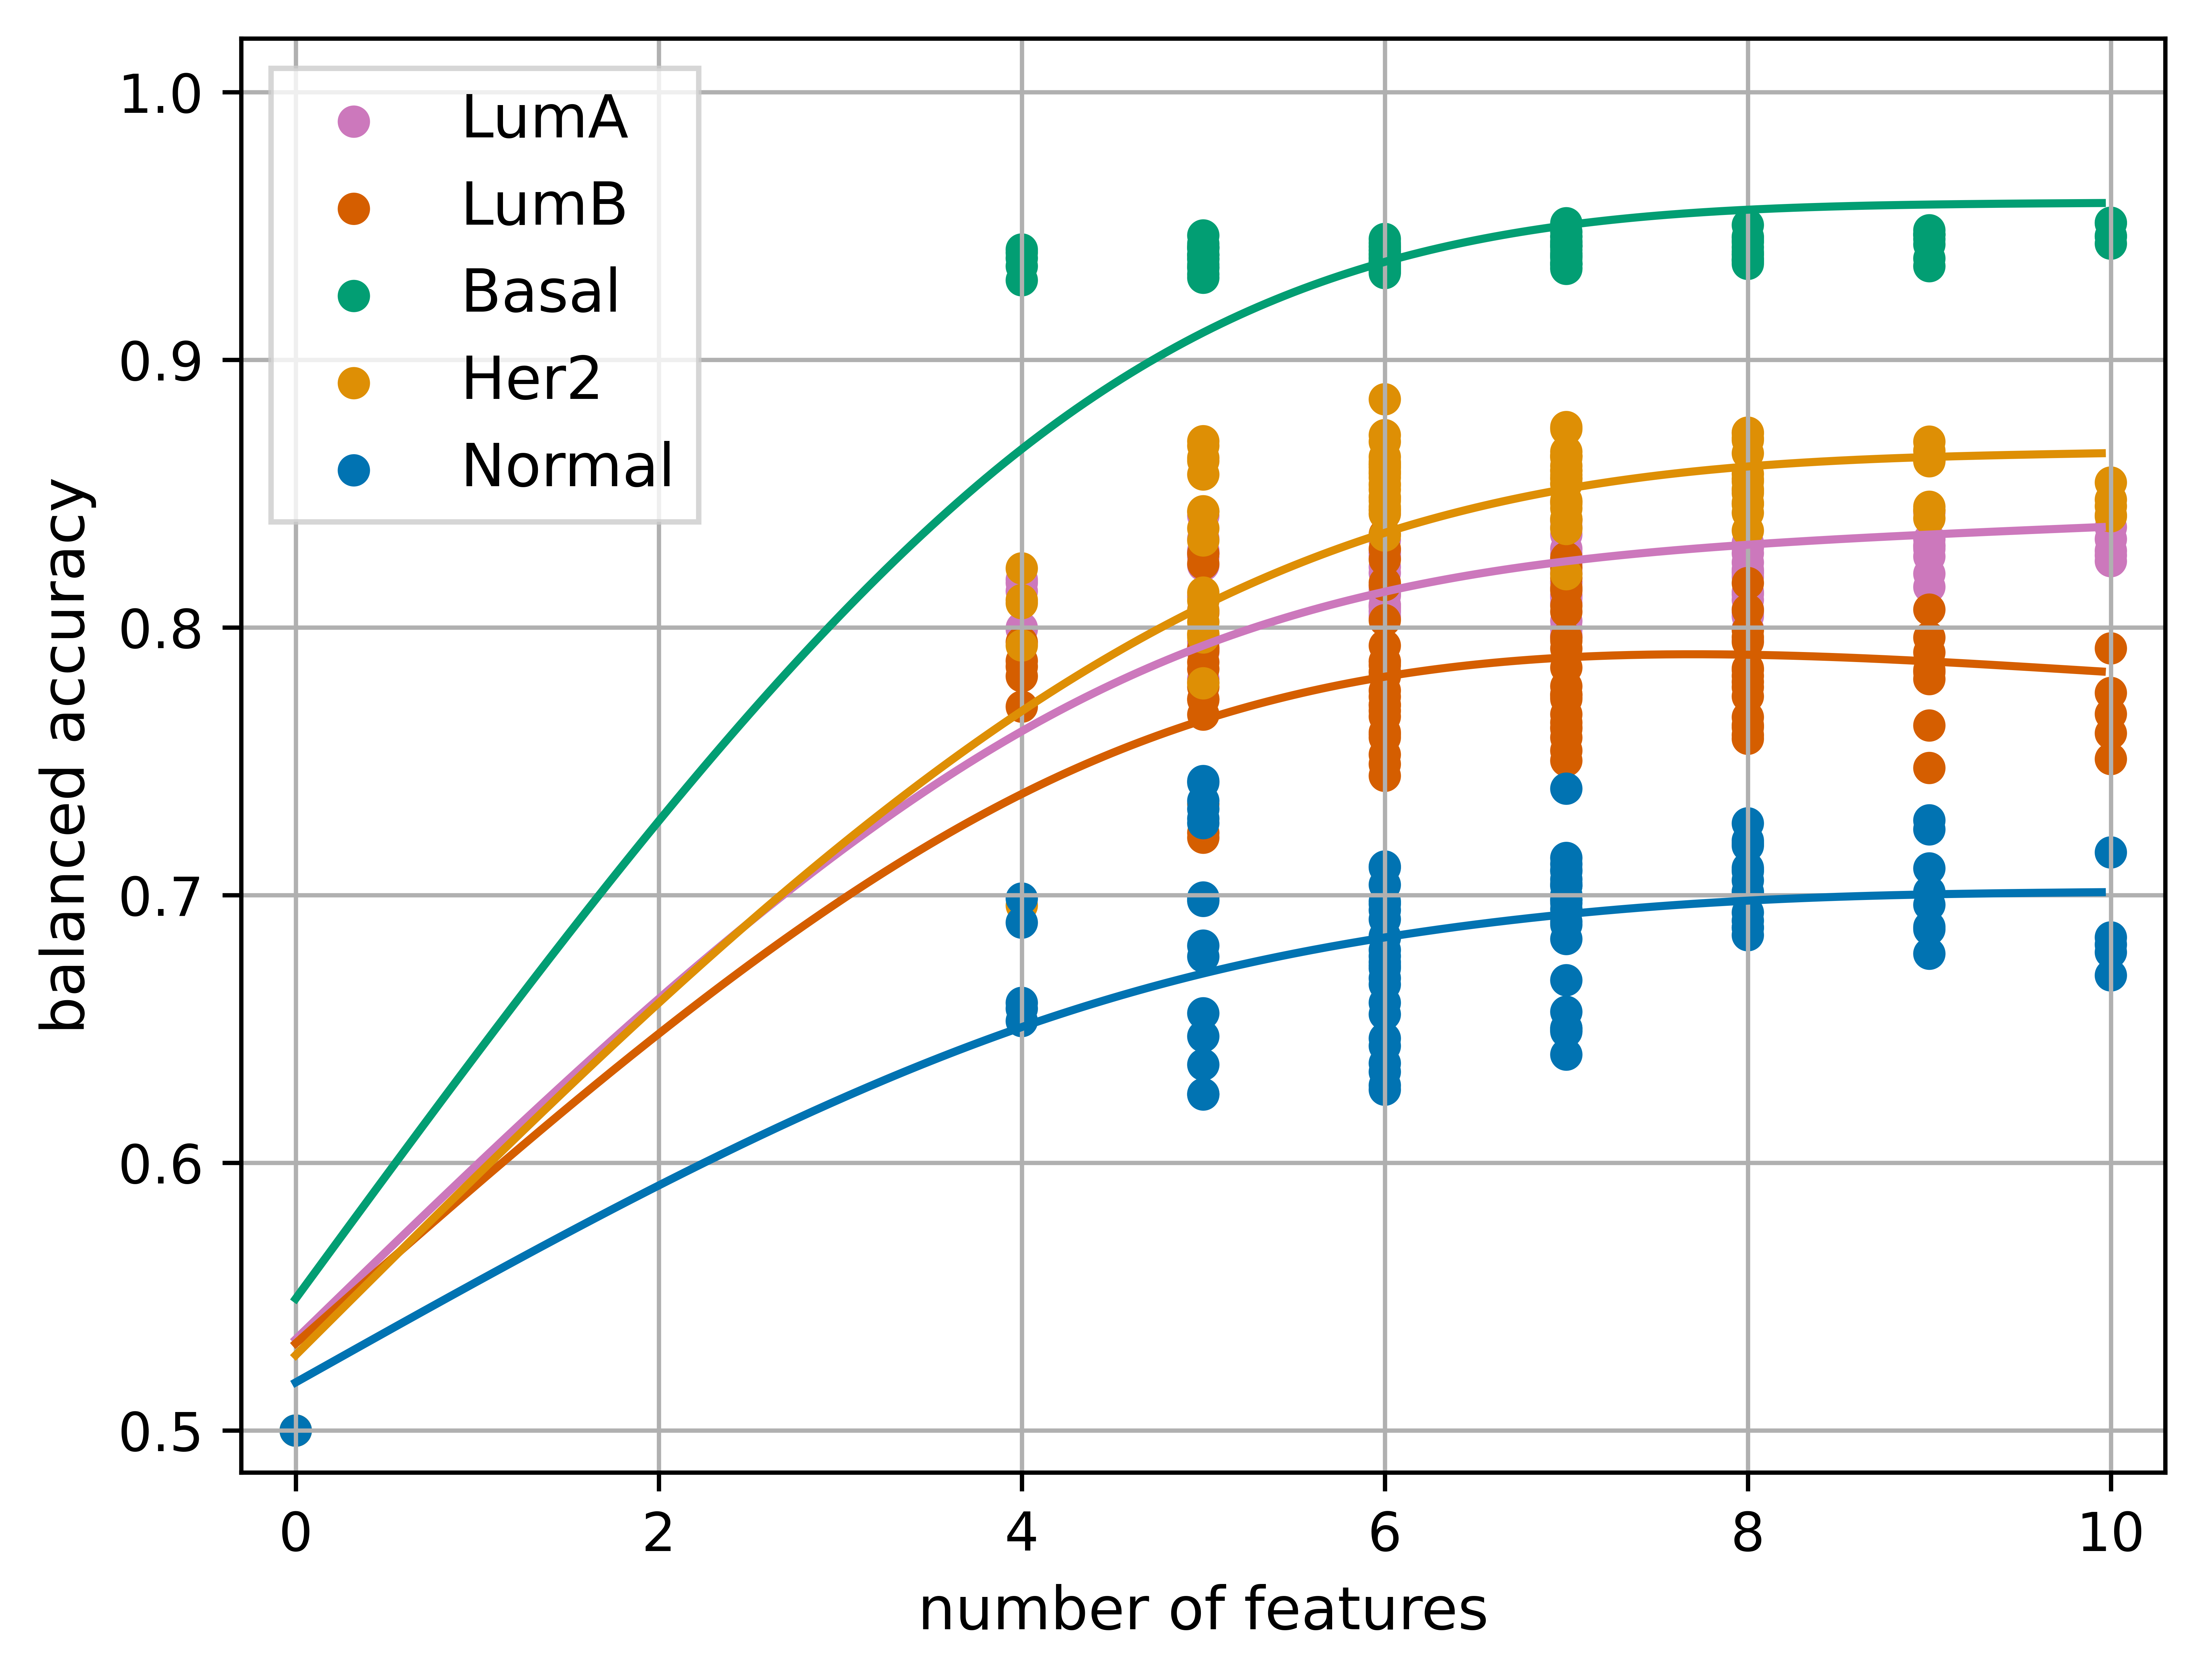 LumA
LumB
Basal
Her2
Normal
1.0
0.9
0.8
0.7
0.6
0.5
balanced accuracy
0 2 4 6 8 10
number of features